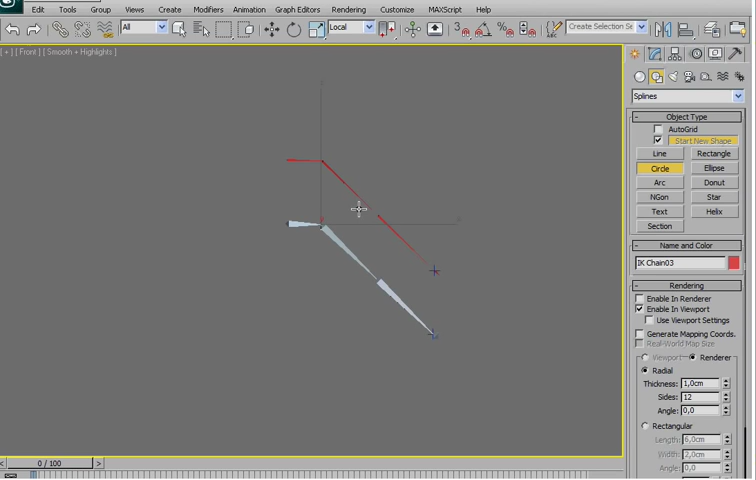 Edit Tools Group Views Create Modifiers Animation Graph Editors Rendering Customize MAXScript Help
All Local 3 Create Selection Se
[ + ] [ Front ] [ Smooth + Highlights ]
Splines
- Object Type
AutoGrid
Start New Shape
Line Rectangle
Circle Ellipse
Arc Donut
NGon Star
Text Helix
Section
- Name and Color
IK Chain03
- Rendering
Enable In Renderer
Enable In Viewport
Use Viewport Settings
Generate Mapping Coords.
Real-World Map Size
Viewport Renderer
Radial
Thickness: 1,0cm
Sides: 12
Angle: 0,0
Rectangular
Length: 6,0cm
Width: 2,0cm
Angle: 0,0
< 0 / 100 >